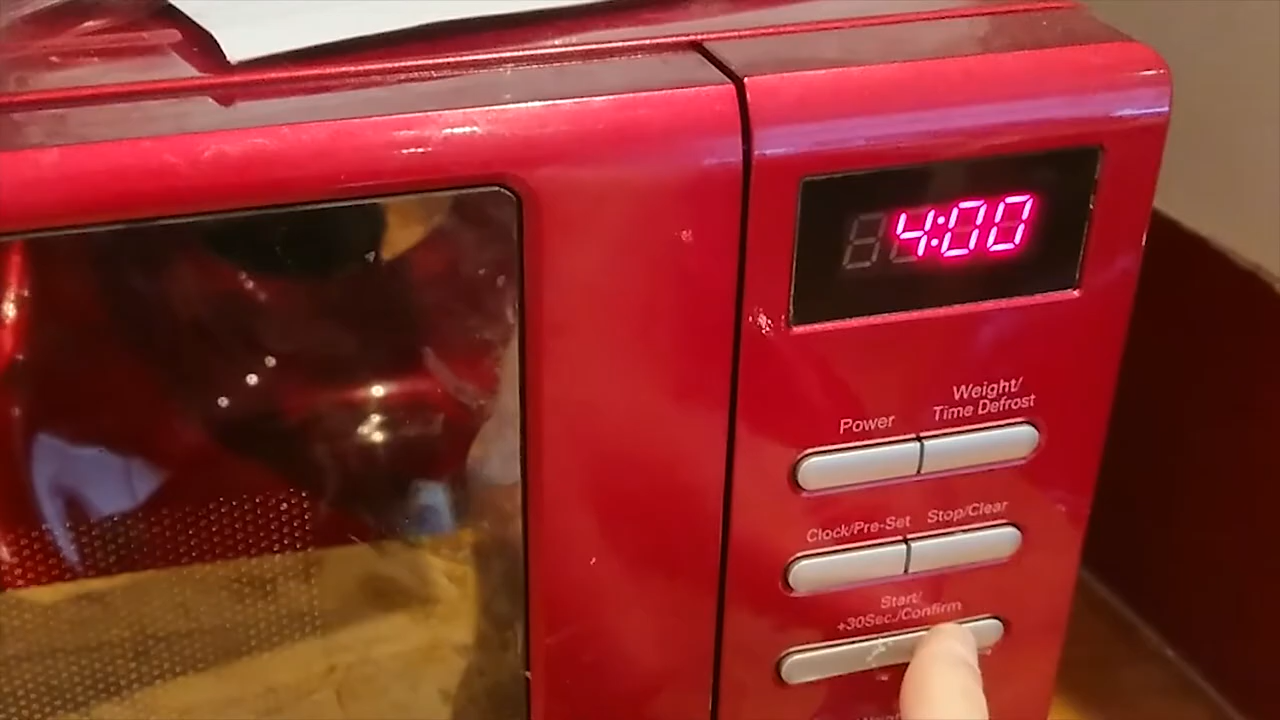 4:00
Weight/
Time Defrost
Power
Clock/Pre-Set
Stop/Clear
Start/
+30Sec./Confirm